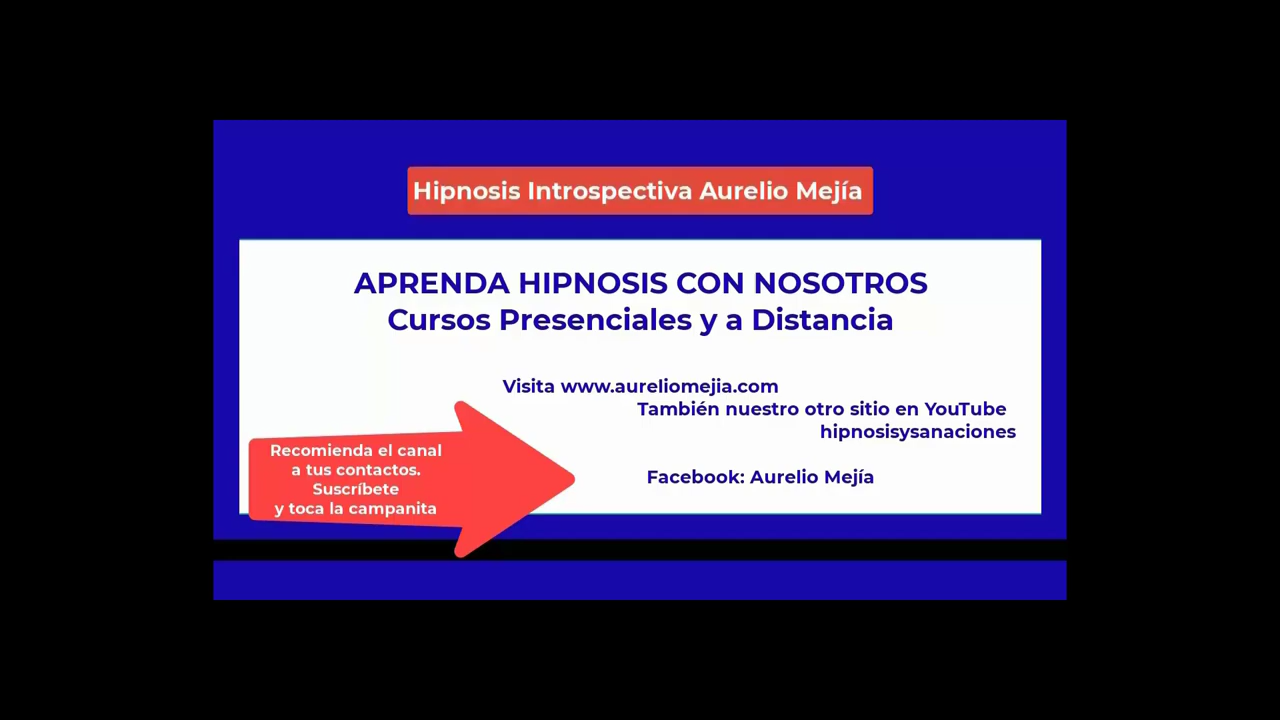 Hipnosis Introspectiva Aurelio Mejía
APRENDA HIPNOSIS CON NOSOTROS
Cursos Presenciales y a Distancia
Visita www.aureliomejia.com
También nuestro otro sitio en YouTube
hipnosisysanaciones
Facebook: Aurelio Mejía
Recomienda el canal
a tus contactos.
Suscríbete
y toca la campanita